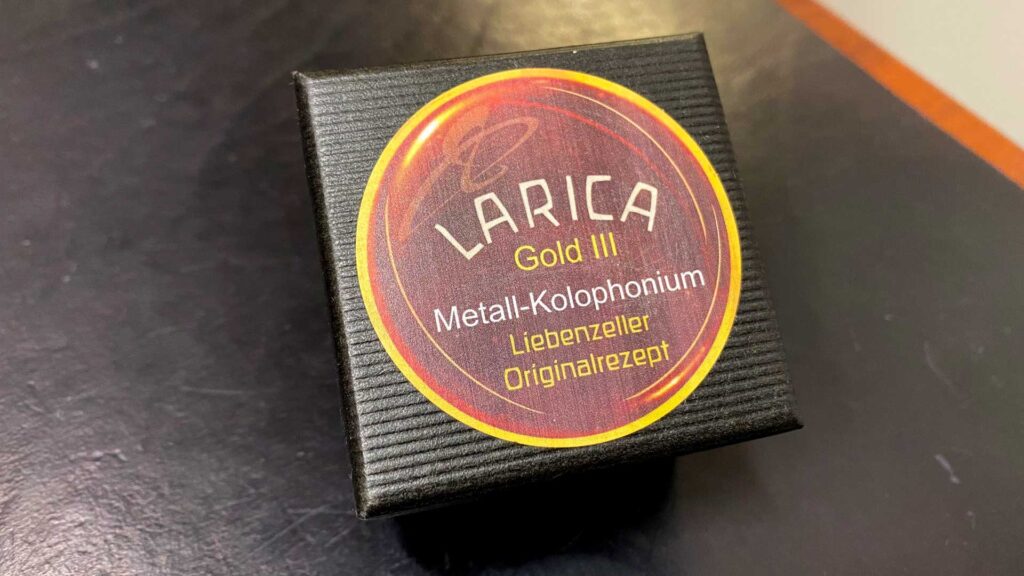 LARICA
Gold III
Metall-Kolophonium
Liebenzeller
Originalrezept